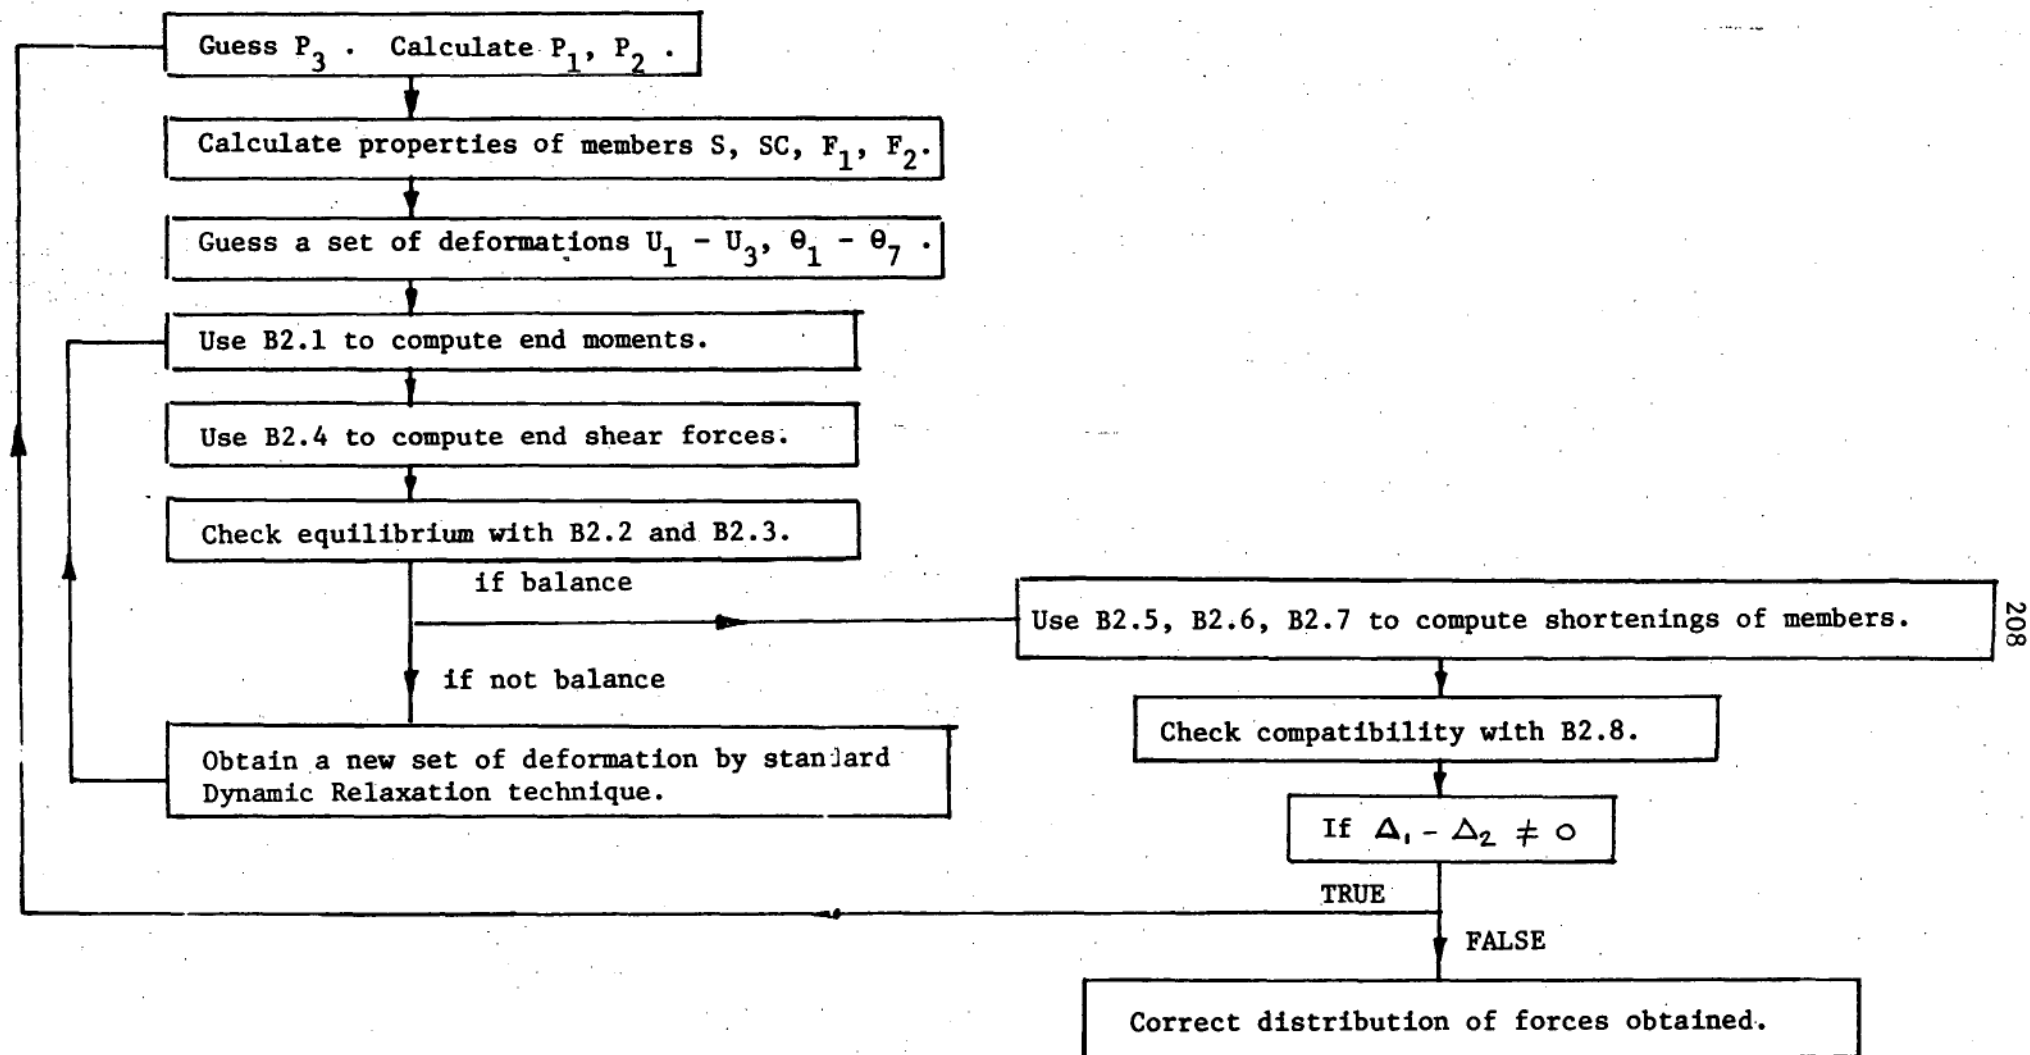 Guess P₃ . Calculate P₁, P₂ .
Calculate properties of members S, SC, F₁, F₂.
Guess a set of deformations U₁ - U₃, θ₁ - θ₇ .
Use B2.1 to compute end moments.
Use B2.4 to compute end shear forces.
Check equilibrium with B2.2 and B2.3.
if balance
if not balance
Obtain a new set of deformation by standard
Dynamic Relaxation technique.
Use B2.5, B2.6, B2.7 to compute shortenings of members.
208
Check compatibility with B2.8.
If Δ₁ - Δ₂ ≠ 0
TRUE
FALSE
Correct distribution of forces obtained.